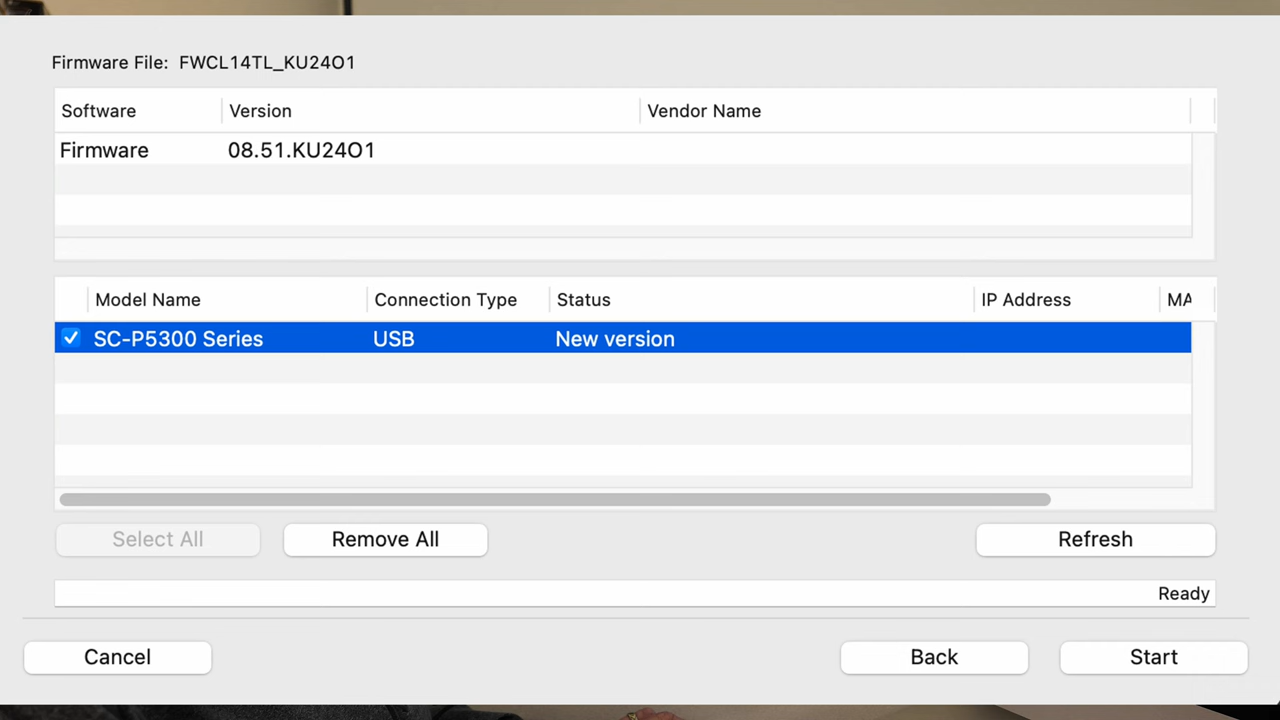 Firmware File: FWCL14TL_KU24O1
Software Version Vendor Name
Firmware 08.51.KU24O1
Model Name Connection Type Status IP Address MA
SC-P5300 Series USB New version
Select All Remove All Refresh
Ready
Cancel Back Start